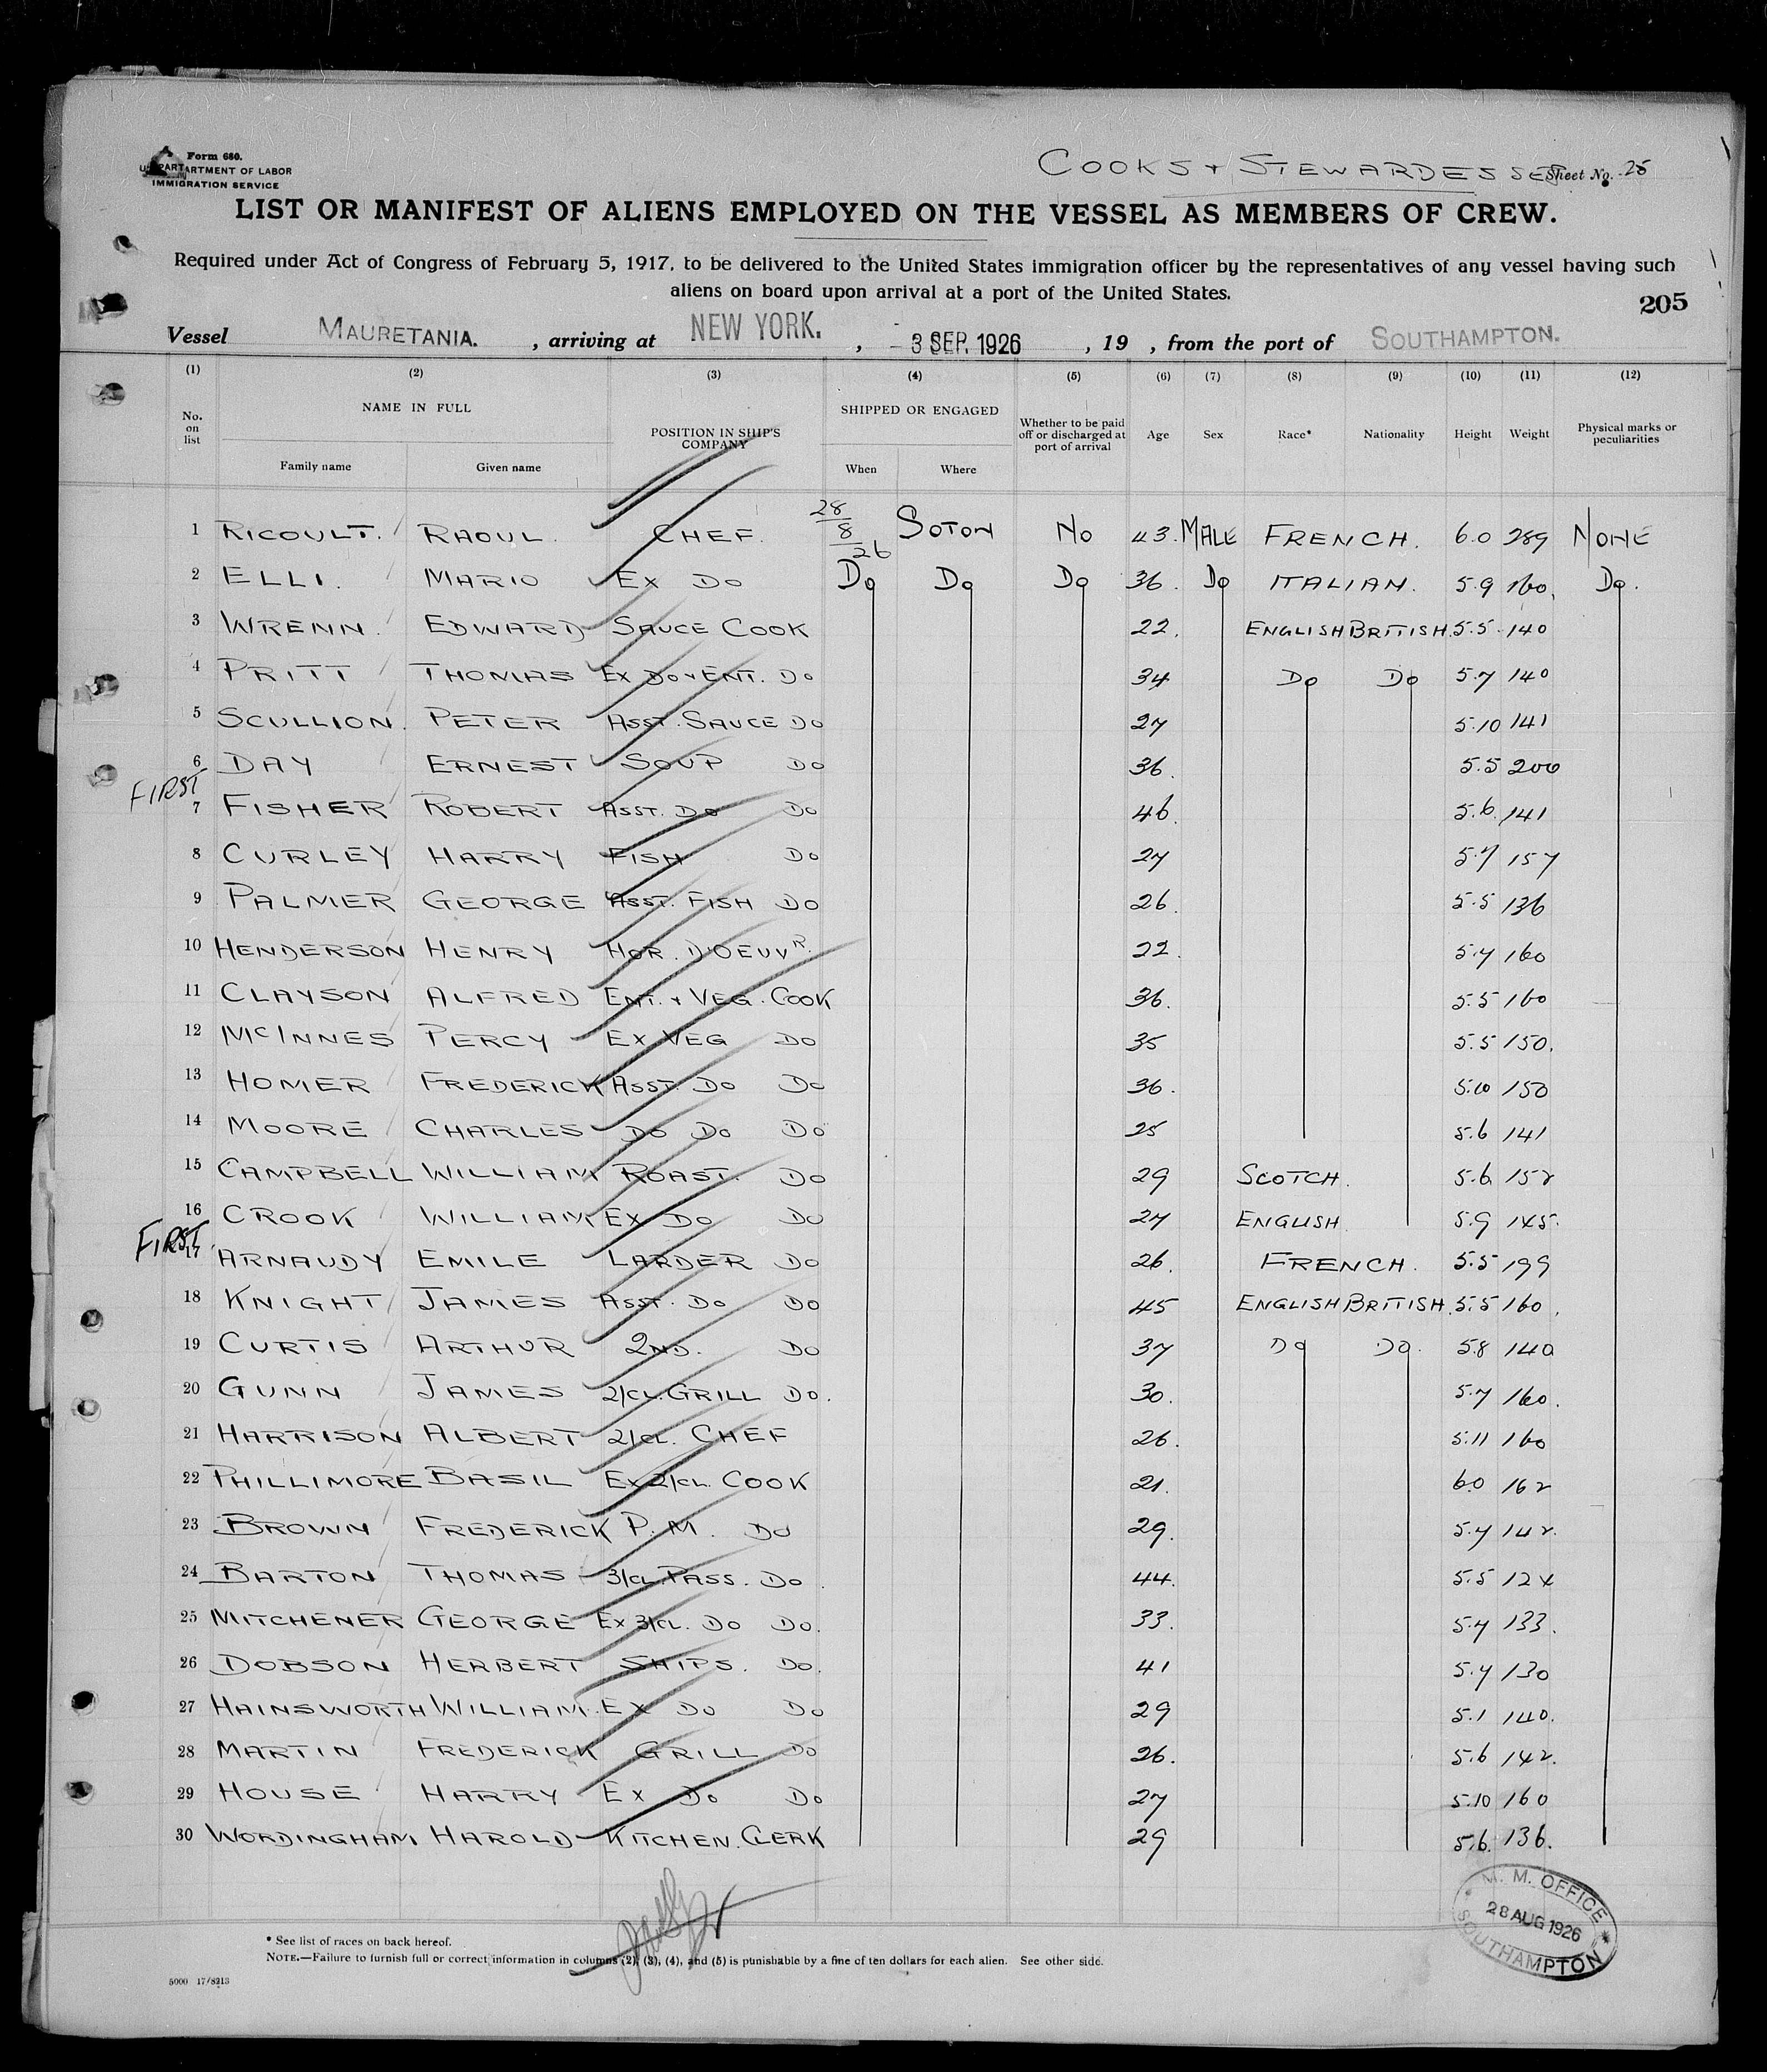 Form 680.
U. S. DEPARTMENT OF LABOR
IMMIGRATION SERVICE
COOKS + STEWARDESSES Sheet No. 25
LIST OR MANIFEST OF ALIENS EMPLOYED ON THE VESSEL AS MEMBERS OF CREW.
Required under Act of Congress of February 5, 1917, to be delivered to the United States immigration officer by the representatives of any vessel having such
aliens on board upon arrival at a port of the United States.
205
Vessel MAURETANIA. , arriving at NEW YORK. , - 3 SEP. 1926 , 19 , from the port of SOUTHAMPTON.
(1) (2) (3) (4) (5) (6) (7) (8) (9) (10) (11) (12)
No. on list NAME IN FULL Family name Given name POSITION IN SHIP'S COMPANY SHIPPED OR ENGAGED When Where Whether to be paid off or discharged at port of arrival Age Sex Race* Nationality Height Weight Physical marks or peculiarities
1 RICOULT. RAOUL. CHEF. 28/8/26 SOTON NO 43. MALE FRENCH. 6.0 289 NONE
2 ELLI. MARIO EX DO DO DO DO 36. DO ITALIAN. 5.9 160. DO.
3 WRENN. EDWARD SAUCE COOK 22. ENGLISH BRITISH. 5.5 140
4 PRITT THOMAS EX DO + ENT. DO 34 DO DO 5.7 140
5 SCULLION. PETER ASST. SAUCE DO 27 5.10 141
6 DAY ERNEST SOUP DO 36. 5.5 200
FIRST
7 FISHER ROBERT ASST. DO DO 46. 5.6. 141
8 CURLEY HARRY FISH DO 27 5.7 157
9 PALMER GEORGE ASST. FISH DO 26. 5.5 136
10 HENDERSON HENRY HOR. D'OEUVR. 22. 5.7 160
11 CLAYSON ALFRED ENT. + VEG. COOK 36. 5.5 160
12 MCINNES PERCY EX VEG DO 35 5.5 150.
13 HOMER FREDERICK ASST. DO DO 36. 150
14 MOORE CHARLES DO DO DO 25 5.6 141
15 CAMPBELL WILLIAM ROAST. DO 29 SCOTCH. 5.6 152
16 CROOK WILLIAM EX DO DO 27 ENGLISH. 5.9 145.
FIRST
17 ARNAUDY EMILE LARDER DO 26. FRENCH. 5.5 199
18 KNIGHT JAMES ASST. DO DO 45 ENGLISH BRITISH. 5.5 160.
19 CURTIS ARTHUR 2ND. DO 37 DO DO. 5.8 140
20 GUNN JAMES 2/CL. GRILL DO. 30. 5.7 160.
21 HARRISON ALBERT 2/CL. CHEF 26. 5.11 160
22 PHILLIMORE BASIL EX 2/CL. COOK 21. 6.0 162
23 BROWN FREDERICK P. M. DO 29. 5.7 142.
24 BARTON THOMAS 3/CL. PASS. DO 44. 5.5 124
25 MITCHENER GEORGE EX 3/CL. DO DO. 33. 5.7 133.
26 DOBSON HERBERT SHIPS. DO. 41 5.7 130
27 HAINSWORTH WILLIAM. EX DO DO 29 5.1 140.
28 MARTIN FREDERICK GRILL DO 26. 5.6 142.
29 HOUSE HARRY EX DO DO 27 5.10 160
30 WORDINGHAM HAROLD KITCHEN. CLERK 29 5.6. 136.
M. M. OFFICE
28 AUG 1926
SOUTHAMPTON
* See list of races on back hereof.
NOTE.—Failure to furnish full or correct information in columns (2), (3), (4), and (5) is punishable by a fine of ten dollars for each alien. See other side.
5000 17/8213